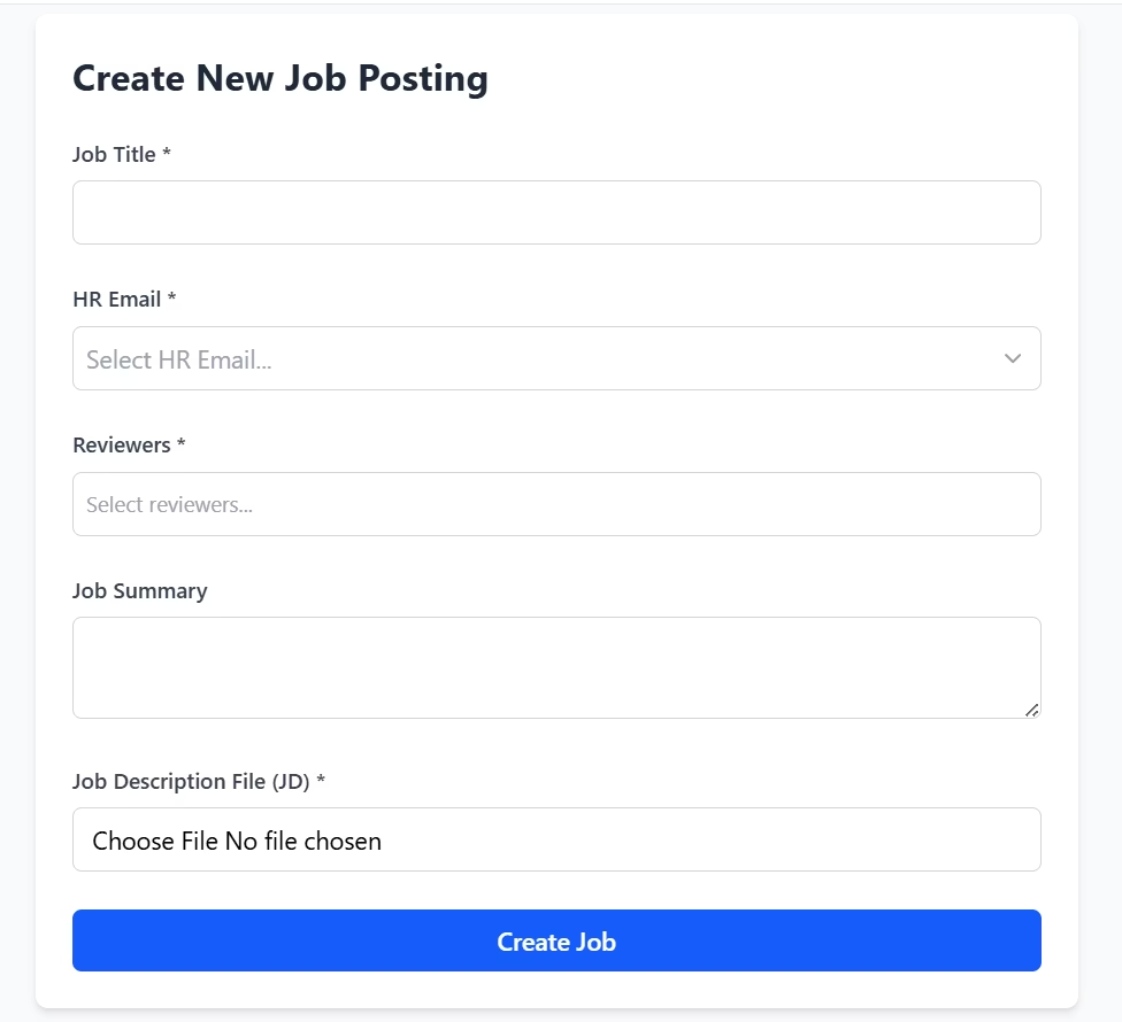 Create New Job Posting
Job Title *
HR Email *
Select HR Email...
Reviewers *
Select reviewers...
Job Summary
Job Description File (JD) *
Choose File No file chosen
Create Job